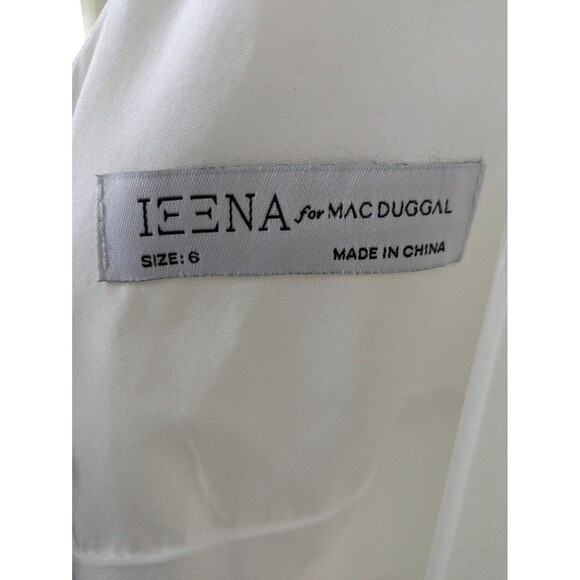 IEENA for MAC DUGGAL
SIZE: 6 MADE IN CHINA